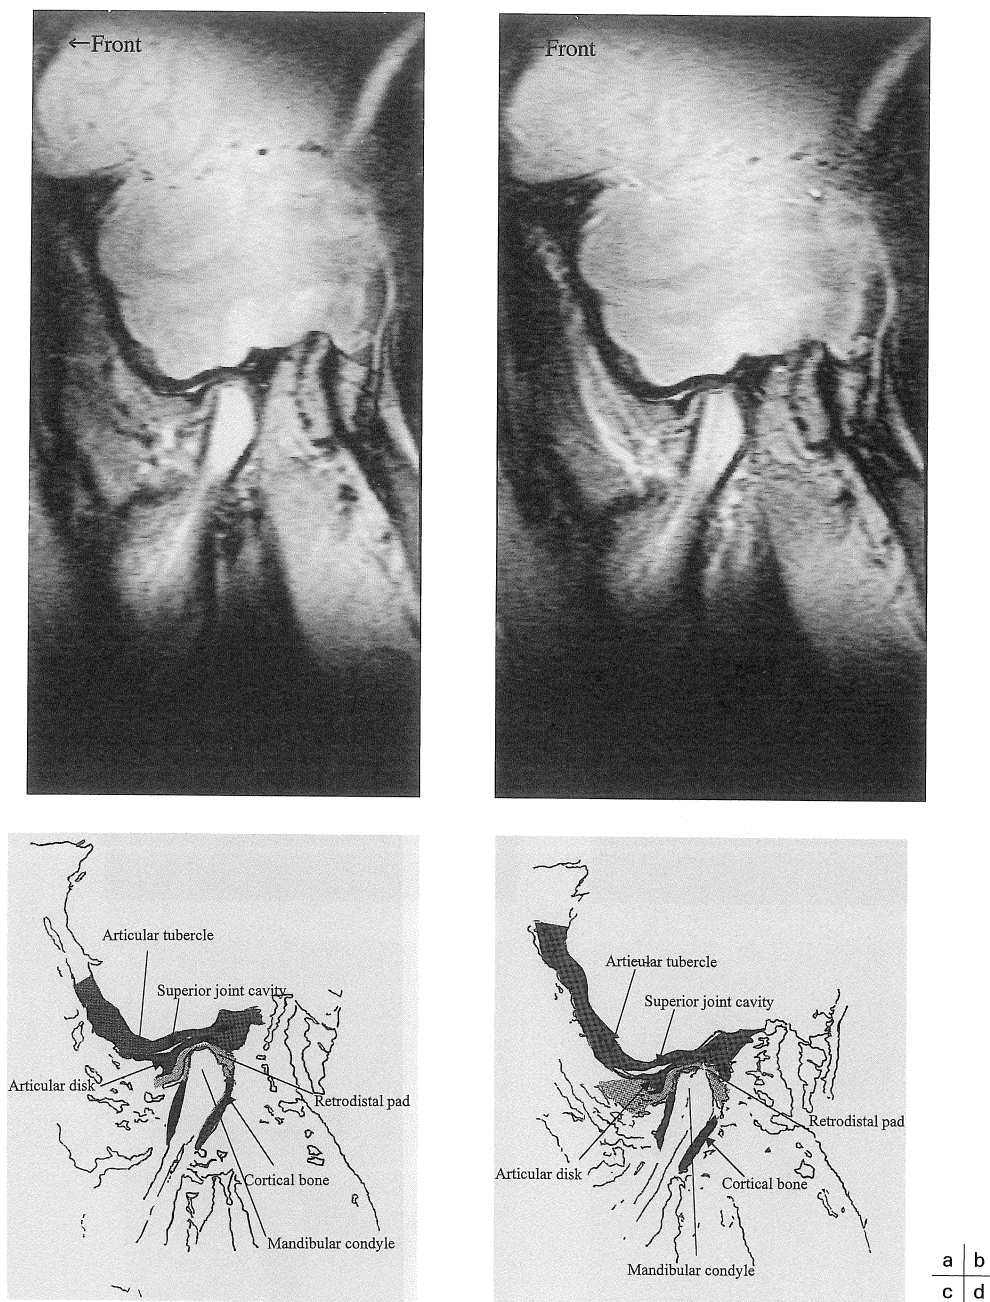 ←Front
←Front
Articular tubercle
Superior joint cavity
Articular disk
Retrodistal pad
Cortical bone
Mandibular condyle
Articular tubercle
Superior joint cavity
Retrodistal pad
Articular disk
Cortical bone
Mandibular condyle
a b
c d